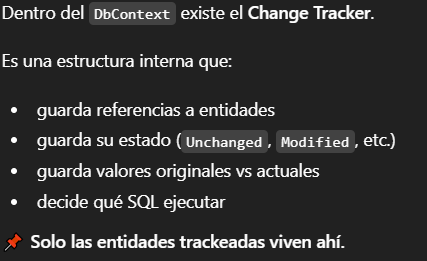 Dentro del DbContext existe el Change Tracker.
Es una estructura interna que:
• guarda referencias a entidades
• guarda su estado (Unchanged, Modified, etc.)
• guarda valores originales vs actuales
• decide qué SQL ejecutar
📌 Solo las entidades trackeadas viven ahí.